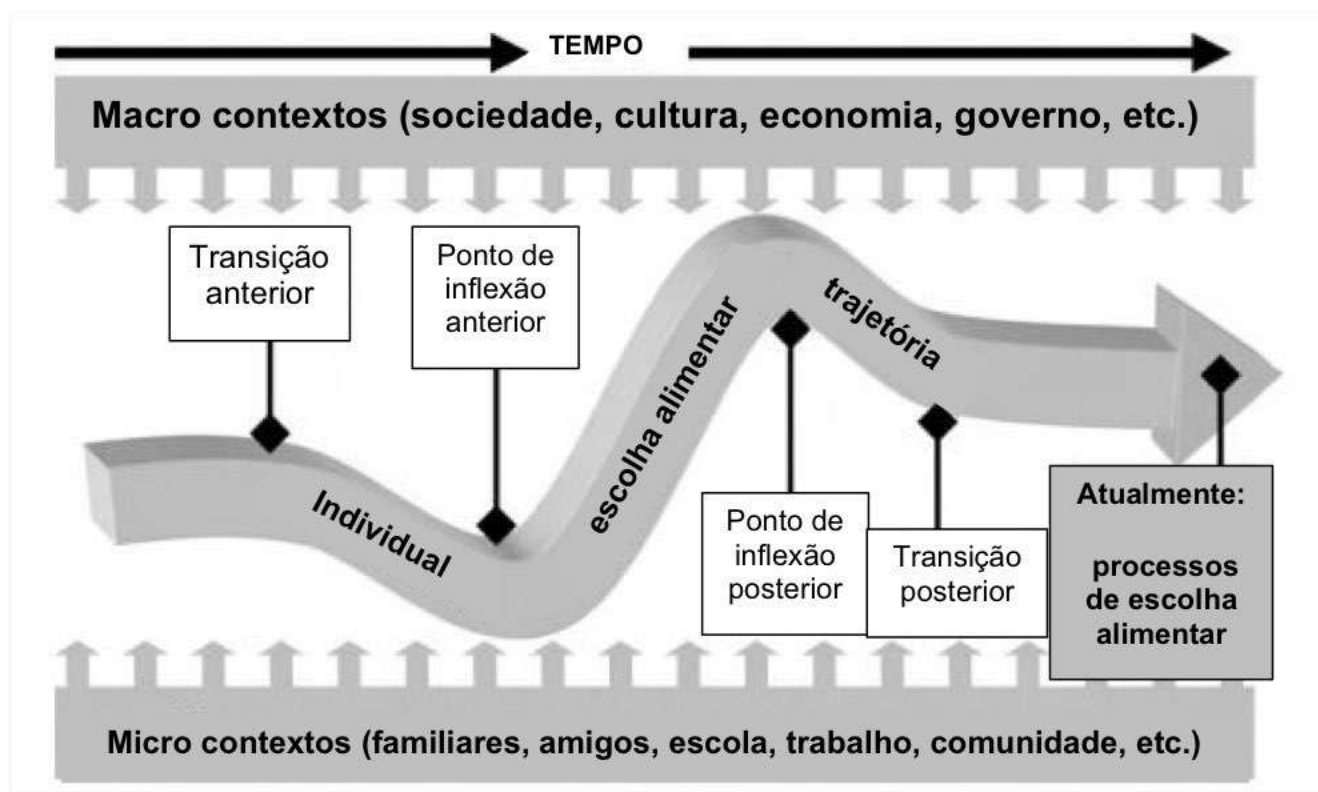 TEMPO
Macro contextos (sociedade, cultura, economia, governo, etc.)
Transição
anterior
Ponto de
inflexão
anterior
Individual
escolha alimentar
trajetória
Ponto de
inflexão
posterior
Transição
posterior
Atualmente:
processos
de escolha
alimentar
Micro contextos (familiares, amigos, escola, trabalho, comunidade, etc.)